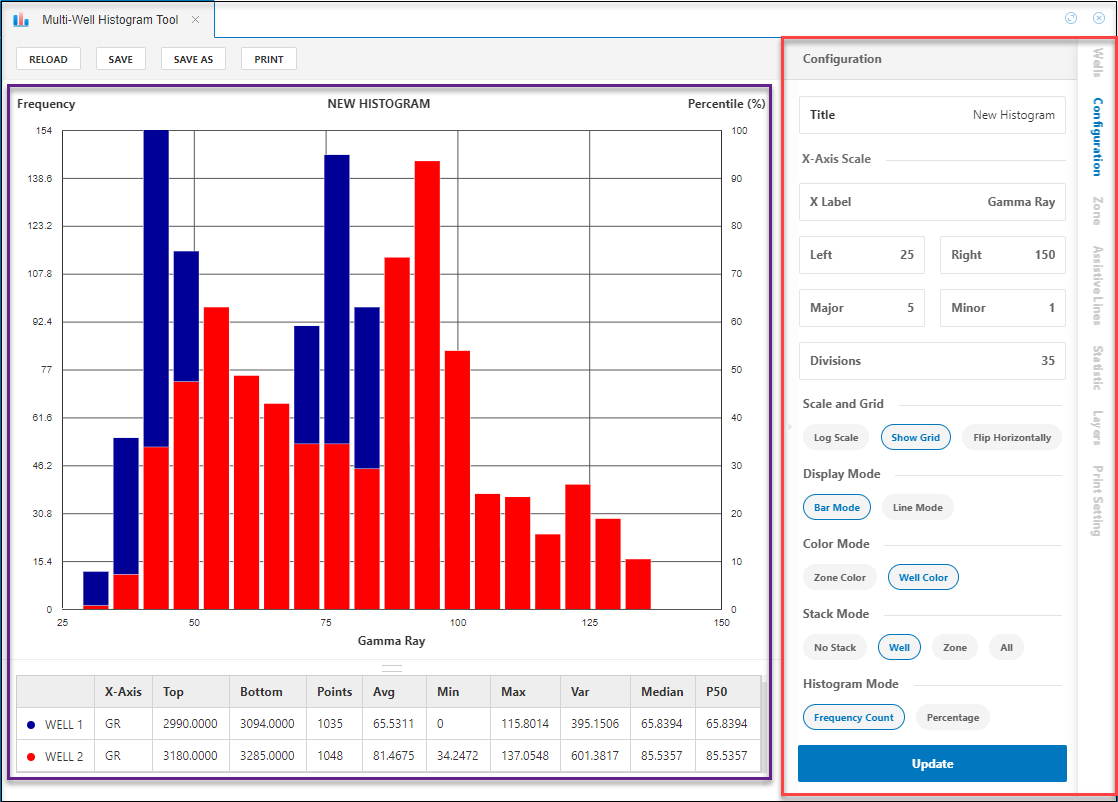 Multi-Well Histogram Tool
RELOAD SAVE SAVE AS PRINT
Frequency NEW HISTOGRAM Percentile (%)
154 100
138.6 90
123.2 80
107.8 70
92.4 60
77 50
61.6 40
46.2 30
30.8 20
15.4 10
0 0
25 50 75 100 125 150
Gamma Ray
X-Axis Top Bottom Points Avg Min Max Var Median P50
WELL 1 GR 2990.0000 3094.0000 1035 65.5311 0 115.8014 395.1506 65.8394 65.8394
WELL 2 GR 3180.0000 3285.0000 1048 81.4675 34.2472 137.0548 601.3817 85.5357 85.5357
Configuration
Title New Histogram
X-Axis Scale
X Label Gamma Ray
Left 25 Right 150
Major 5 Minor 1
Divisions 35
Scale and Grid
Log Scale Show Grid Flip Horizontally
Display Mode
Bar Mode Line Mode
Color Mode
Zone Color Well Color
Stack Mode
No Stack Well Zone All
Histogram Mode
Frequency Count Percentage
Update
Wells
Configuration
Zone
Assistive Lines
Statistic
Layers
Print Setting